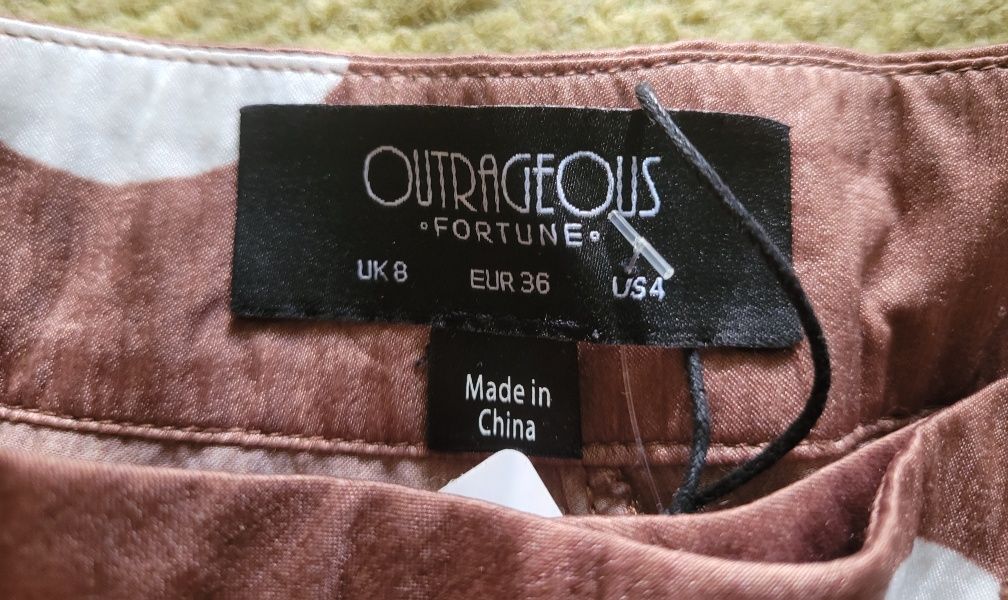 OUTRAGEOUS
FORTUNE
UK 8 EUR 36 US 4
Made in
China